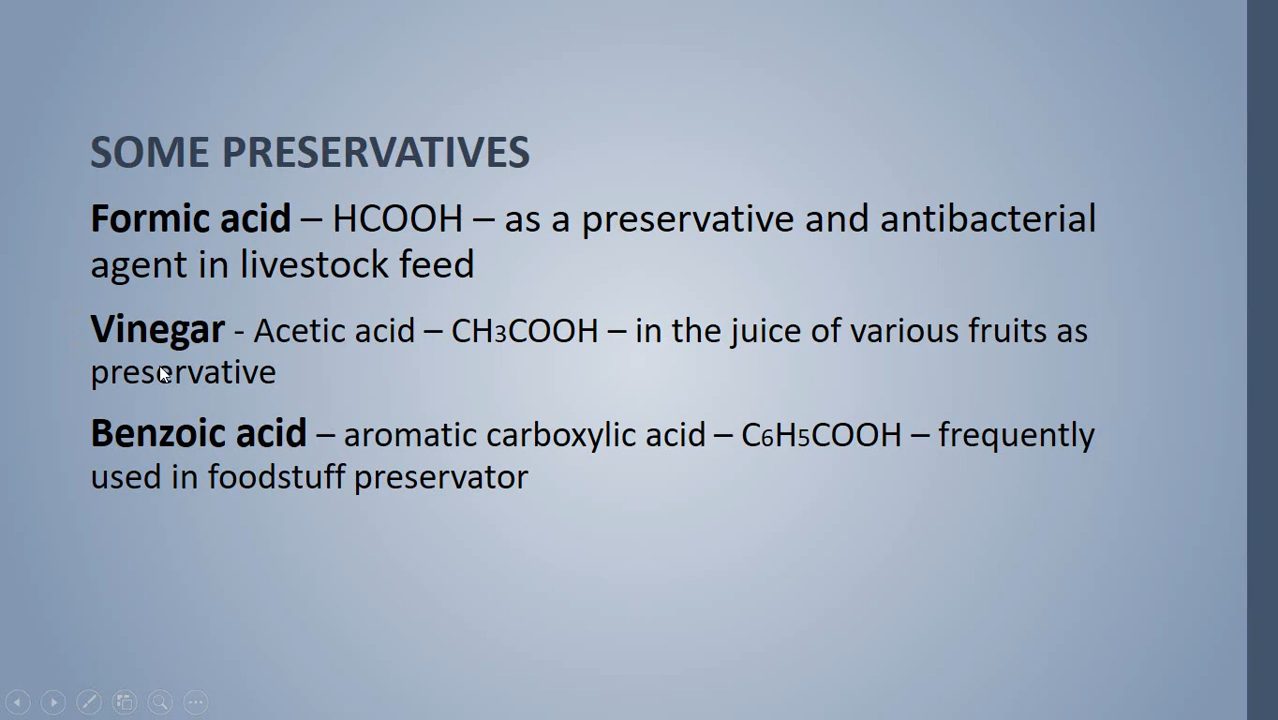 SOME PRESERVATIVES
Formic acid – HCOOH – as a preservative and antibacterial
agent in livestock feed
Vinegar - Acetic acid – CH3COOH – in the juice of various fruits as
preservative
Benzoic acid – aromatic carboxylic acid – C6H5COOH – frequently
used in foodstuff preservator